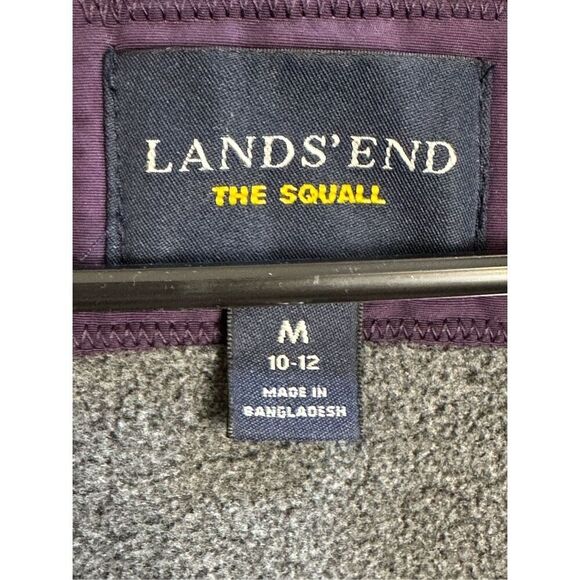 LANDS' END
THE SQUALL
M
10-12
MADE IN
BANGLADESH